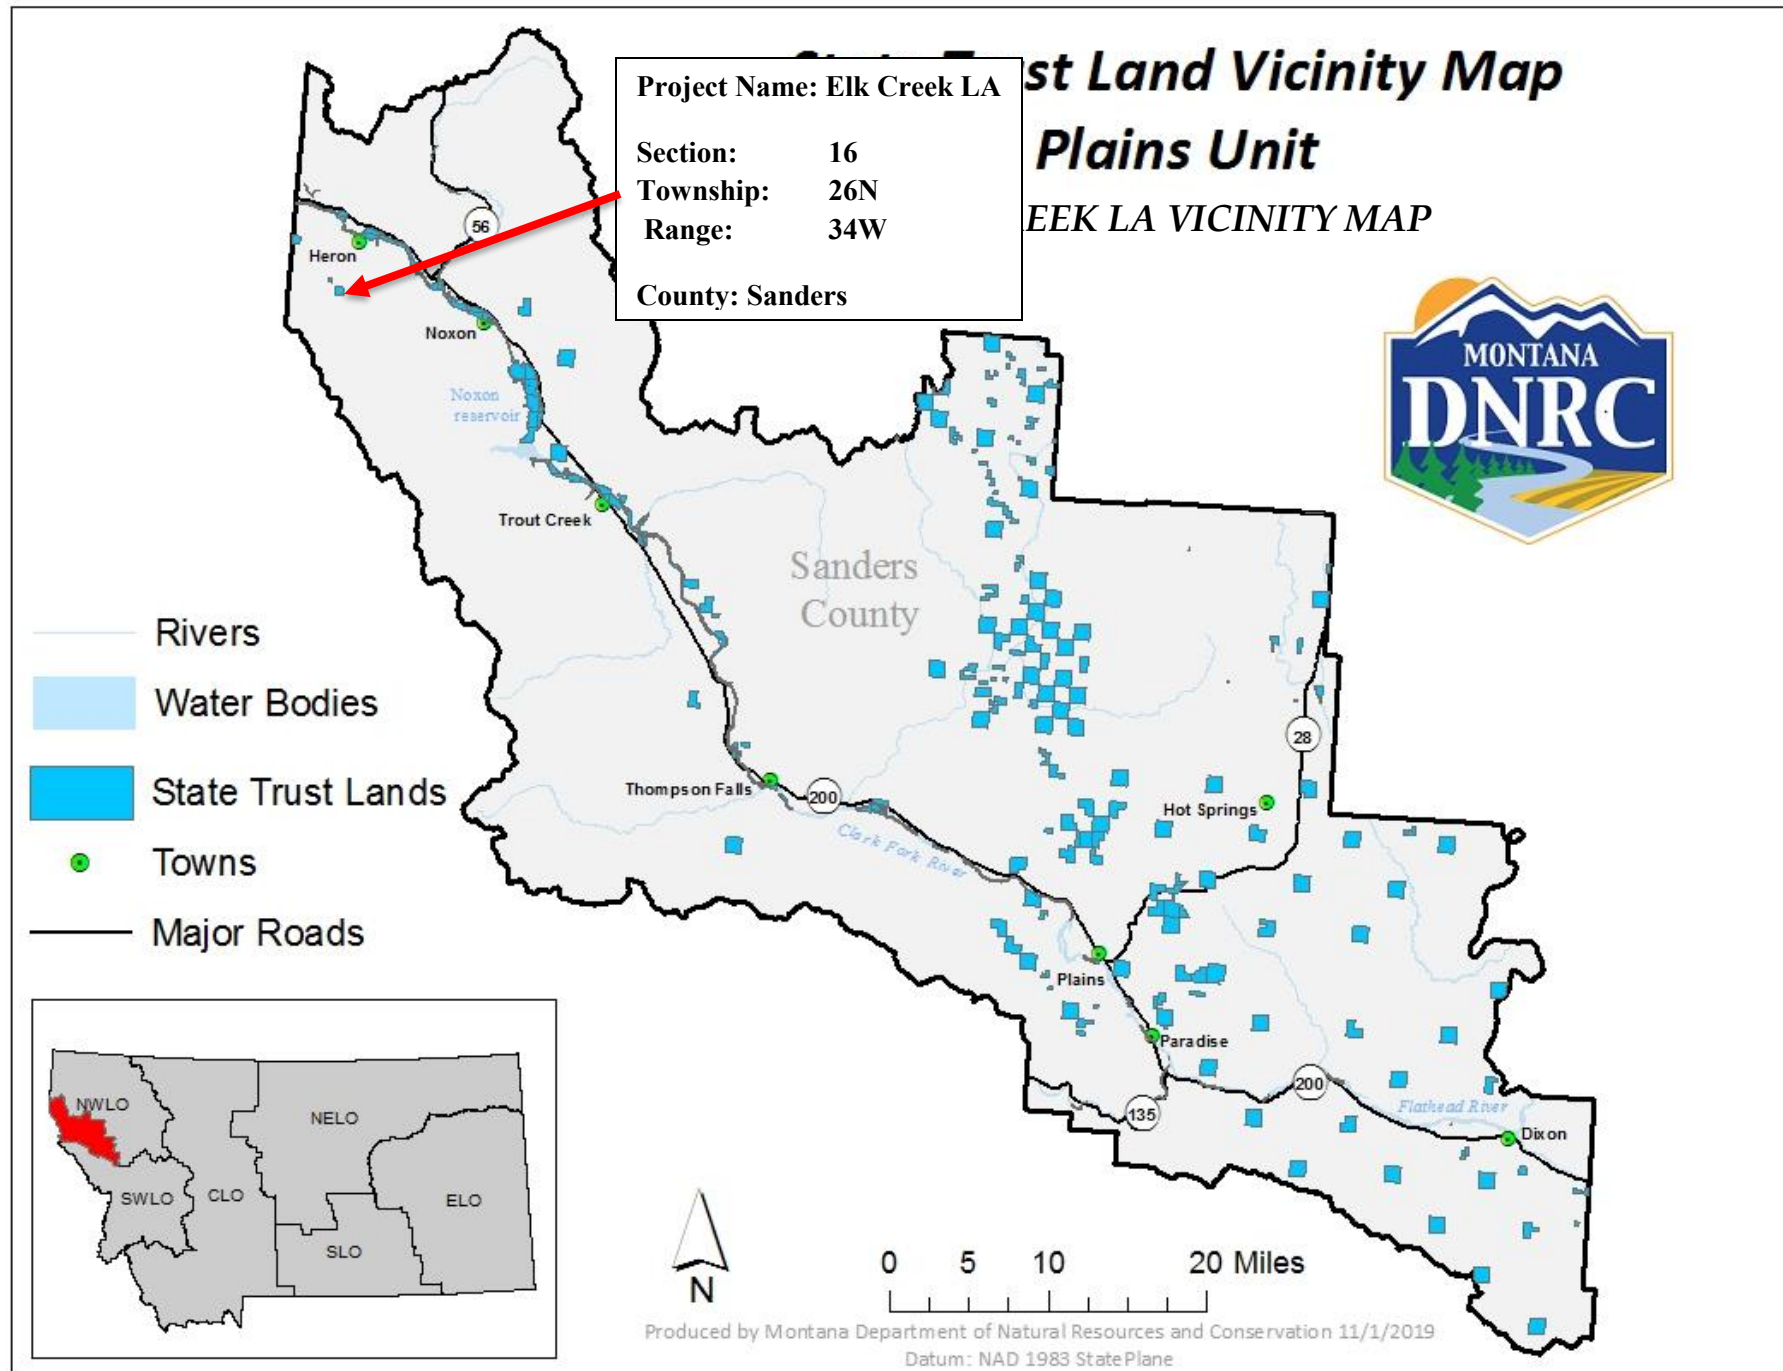 st Land Vicinity Map
Plains Unit
EEK LA VICINITY MAP
Project Name: Elk Creek LA
Section: 16
Township: 26N
Range: 34W
County: Sanders
MONTANA
DNRC
56
Heron
Noxon
Noxon
reservoir
Trout Creek
Sanders
County
Thompson Falls
200
Clark Fork River
28
Hot Springs
Plains
Paradise
135
200
Flathead River
Dixon
Rivers
Water Bodies
State Trust Lands
Towns
Major Roads
NWLO
SWLO
CLO
NELO
SLO
ELO
N
0 5 10 20 Miles
Produced by Montana Department of Natural Resources and Conservation 11/1/2019
Datum: NAD 1983 StatePlane